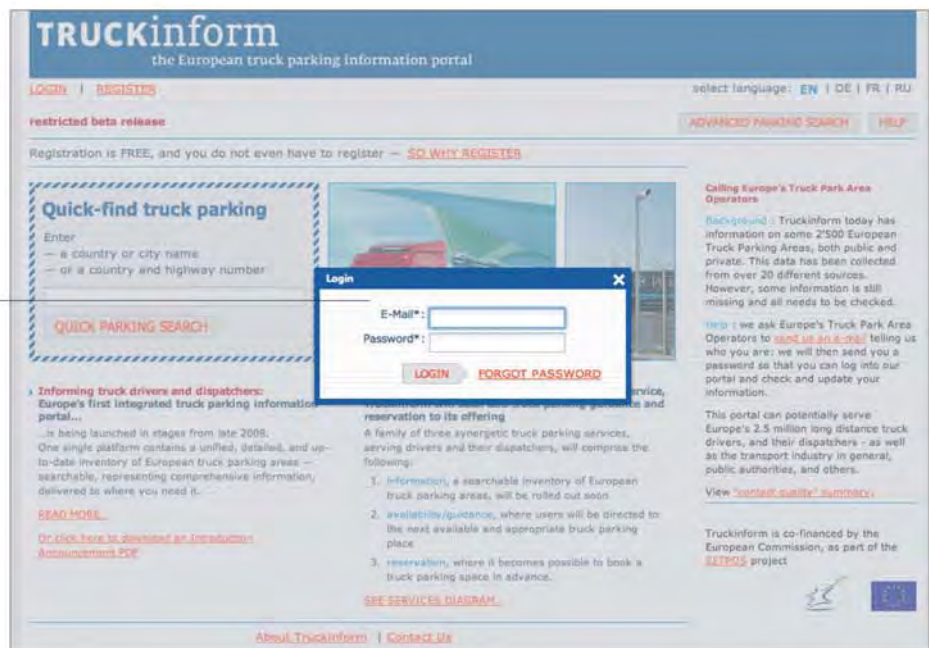 TRUCKinform
the European truck parking information portal
LOGIN | REGISTER
select language: EN | DE | FR | RU
restricted beta release
ADVANCED PARKING SEARCH HELP
Registration is FREE, and you do not even have to register — SO WHY REGISTER
Quick-find truck parking
Enter
— a country or city name
— or a country and highway number
QUICK PARKING SEARCH
Login X
E-Mail*:
Password*:
LOGIN FORGOT PASSWORD
Informing truck drivers and dispatchers:
Europe's first integrated truck parking information
portal...
...is being launched in stages from late 2008.
One single platform contains a unified, detailed, and up-
to-date inventory of European truck parking areas —
searchable, representing comprehensive information,
delivered to where you need it.
READ MORE...
Or click here to download an Introduction
Announcement PDF
service,
and
reservation to its offering
A family of three synergetic truck parking services,
serving drivers and their dispatchers, will comprise the
following:
1. information, a searchable inventory of European
truck parking areas, will be rolled out soon
2. availability/guidance, where users will be directed to
the next available and appropriate truck parking
place
3. reservation, where it becomes possible to book a
truck parking space in advance.
SEE SERVICES DIAGRAM...
Calling Europe's Truck Park Area
Operators
Background : Truckinform today has
information on some 2'500 European
Truck Parking Areas, both public and
private. This data has been collected
from over 20 different sources.
However, some information is still
missing and all needs to be checked.
Help : we ask Europe's Truck Park Area
Operators to send us an e-mail telling us
who you are: we will then send you a
password so that you can log into our
portal and check and update your
information.
This portal can potentially serve
Europe's 2.5 million long distance truck
drivers, and their dispatchers - as well
as the transport industry in general,
public authorities, and others.
View "content quality" summary.
Truckinform is co-financed by the
European Commission, as part of the
SETPOS project
About Truckinform | Contact Us